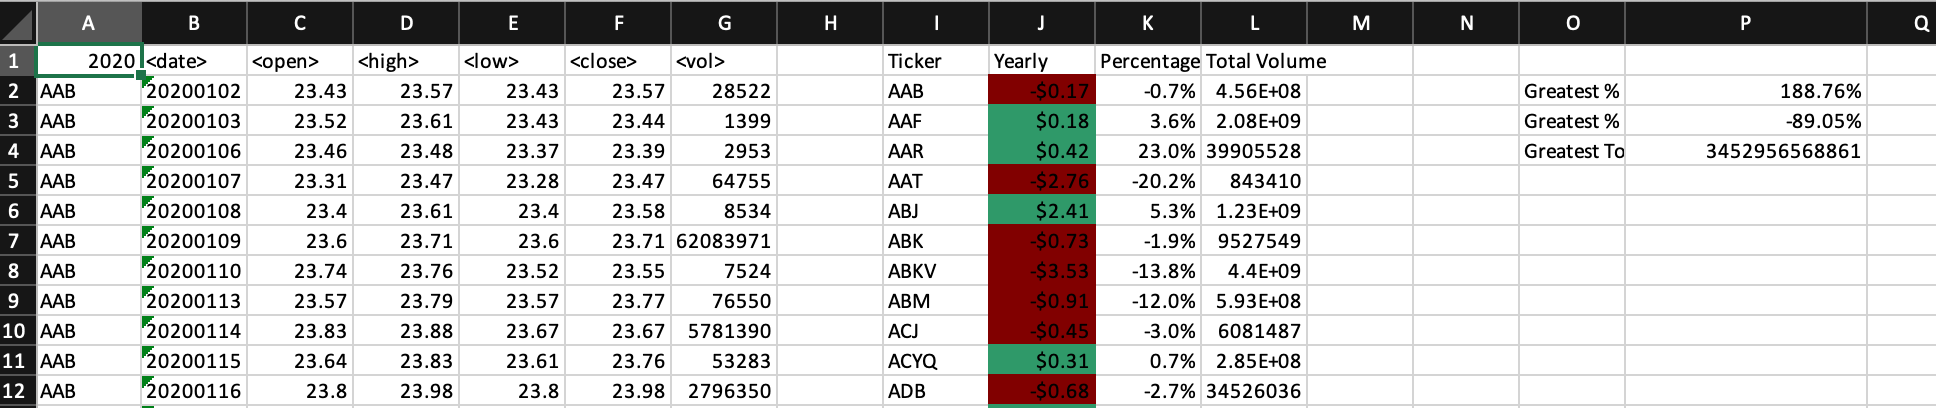 A B C D E F G H I J K L M N O P Q
1 2020 <date> <open> <high> <low> <close> <vol> Ticker Yearly Percentage Total Volume
2 AAB 20200102 23.43 23.57 23.43 23.57 28522 AAB -$0.17 -0.7% 4.56E+08 Greatest % 188.76%
3 AAB 20200103 23.52 23.61 23.43 23.44 1399 AAF $0.18 3.6% 2.08E+09 Greatest % -89.05%
4 AAB 20200106 23.46 23.48 23.37 23.39 2953 AAR $0.42 23.0% 39905528 Greatest To 3452956568861
5 AAB 20200107 23.31 23.47 23.28 23.47 64755 AAT -$2.76 -20.2% 843410
6 AAB 20200108 23.4 23.61 23.4 23.58 8534 ABJ $2.41 5.3% 1.23E+09
7 AAB 20200109 23.6 23.71 23.6 23.71 62083971 ABK -$0.73 -1.9% 9527549
8 AAB 20200110 23.74 23.76 23.52 23.55 7524 ABKV -$3.53 -13.8% 4.4E+09
9 AAB 20200113 23.57 23.79 23.57 23.77 76550 ABM -$0.91 -12.0% 5.93E+08
10 AAB 20200114 23.83 23.88 23.67 23.67 5781390 ACJ -$0.45 -3.0% 6081487
11 AAB 20200115 23.64 23.83 23.61 23.76 53283 ACYQ $0.31 0.7% 2.85E+08
12 AAB 20200116 23.8 23.98 23.8 23.98 2796350 ADB -$0.68 -2.7% 34526036